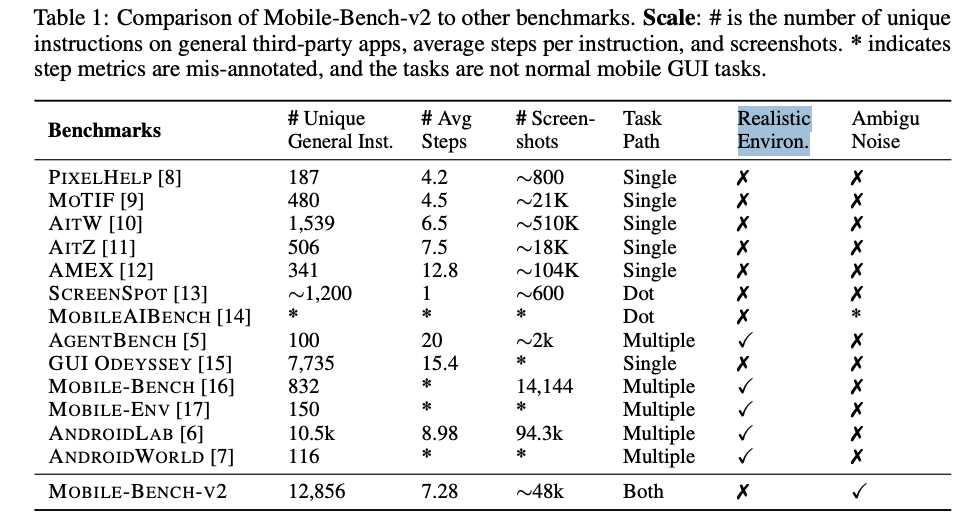 Table 1: Comparison of Mobile-Bench-v2 to other benchmarks. Scale: # is the number of unique
instructions on general third-party apps, average steps per instruction, and screenshots. * indicates
step metrics are mis-annotated, and the tasks are not normal mobile GUI tasks.
Benchmarks # Unique General Inst. # Avg Steps # Screen-shots Task Path Realistic Environ. Ambigu Noise
PIXELHELP [8] 187 4.2 ~800 Single ✗ ✗
MOTIF [9] 480 4.5 ~21K Single ✗ ✗
AITW [10] 1,539 6.5 ~510K Single ✗ ✗
AITZ [11] 506 7.5 ~18K Single ✗ ✗
AMEX [12] 341 12.8 ~104K Single ✗ ✗
SCREENSPOT [13] ~1,200 1 ~600 Dot ✗ ✗
MOBILEAIBENCH [14] * * * Dot ✗ *
AGENTBENCH [5] 100 20 ~2k Multiple ✓ ✗
GUI ODEYSSEY [15] 7,735 15.4 * Single ✗ ✗
MOBILE-BENCH [16] 832 * 14,144 Multiple ✓ ✗
MOBILE-ENV [17] 150 * * Multiple ✓ ✗
ANDROIDLAB [6] 10.5k 8.98 94.3k Multiple ✓ ✗
ANDROIDWORLD [7] 116 * * Multiple ✓ ✗
MOBILE-BENCH-V2 12,856 7.28 ~48k Both ✗ ✓